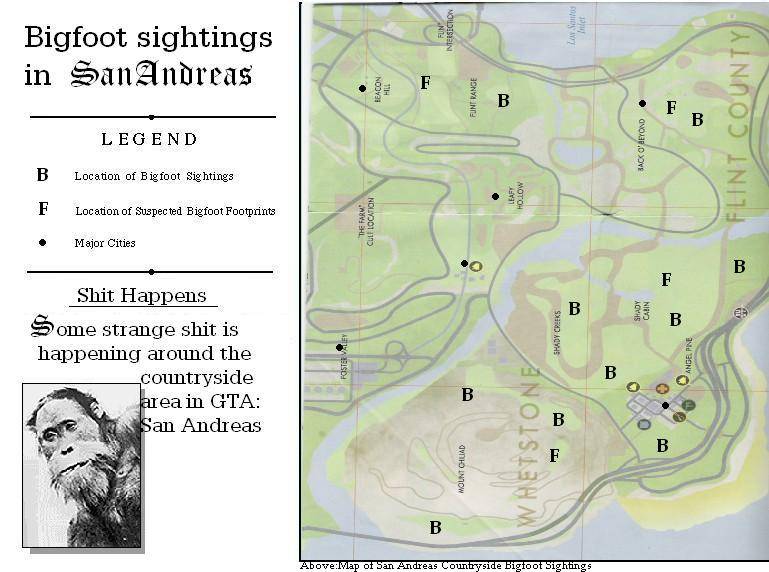 Bigfoot sightings
in San Andreas
LEGEND
B Location of Bigfoot Sightings
F Location of Suspected Bigfoot Footprints
Major Cities
Shit Happens
Some strange shit is
happening around the
countryside
area in GTA:
San Andreas
FLINT
INTERSECTION
Los Santos
Inlet
FLINT COUNTY
BEACON
HILL
F
FLINT RANGE
B
BACK O' BEYOND
F
B
"THE FARM"
CULT LOCATION
LEAFY
HOLLOW
B
F
SHADY CREEKS
B
SHADY
CABIN
B
FOSTER VALLEY
ANGEL PINE
B
B
WHETSTONE
B
MOUNT CHILIAD
F
B
B
Above:Map of San Andreas Countryside Bigfoot Sightings